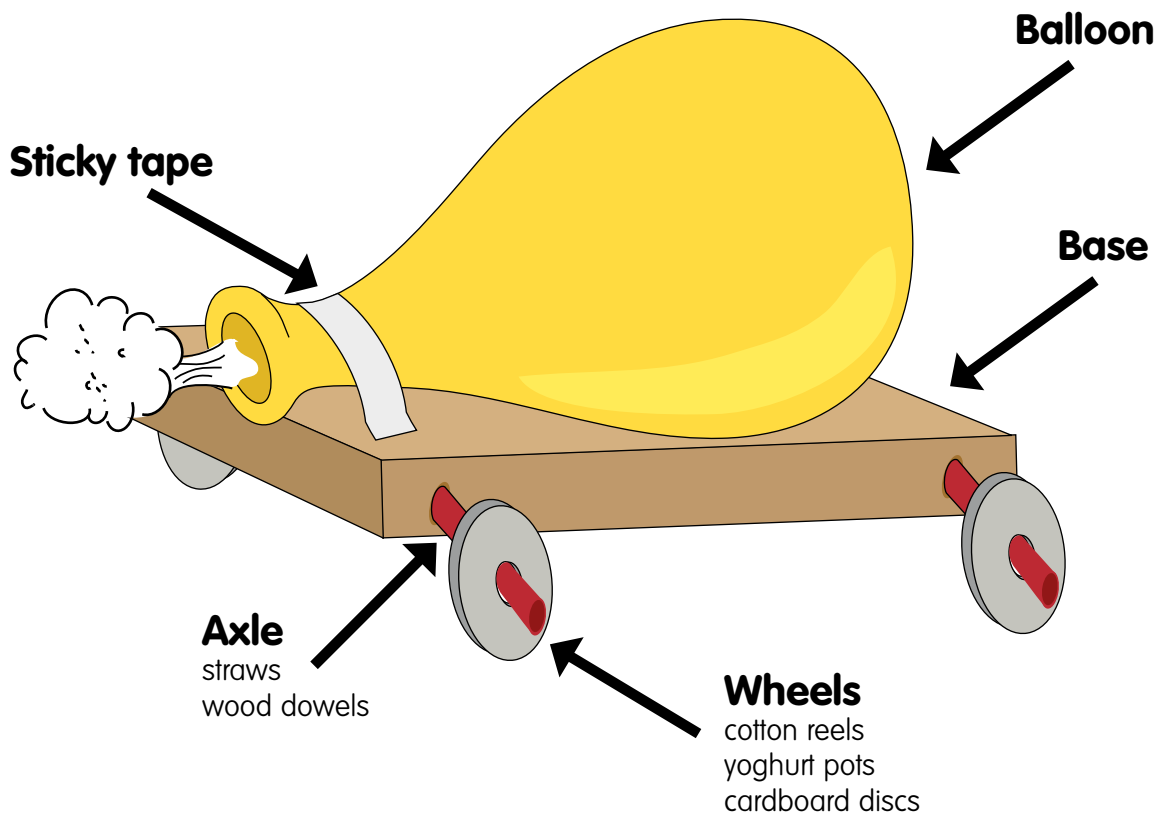 Balloon
Sticky tape
Base
Axle
straws
wood dowels
Wheels
cotton reels
yoghurt pots
cardboard discs